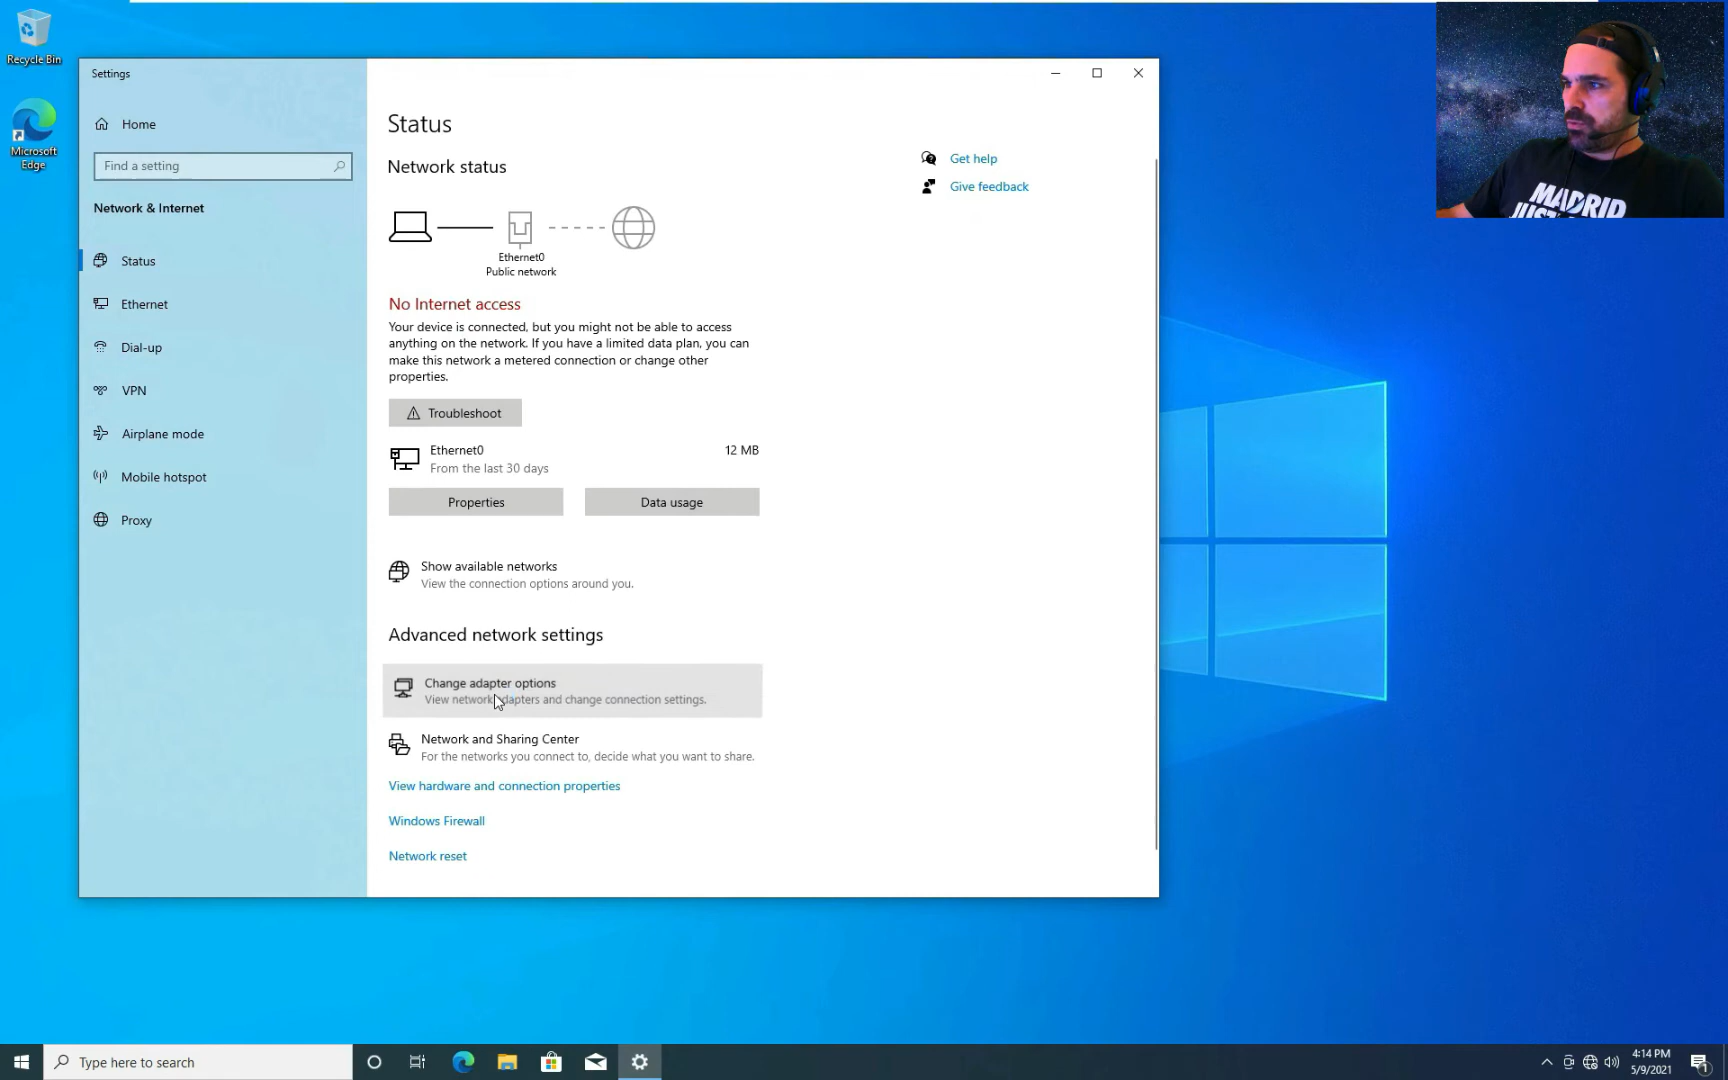 Recycle Bin
Microsoft
Edge
Settings
Home
Find a setting
Network & Internet
Status
Ethernet
Dial-up
VPN
Airplane mode
Mobile hotspot
Proxy
Status
Network status
Ethernet0
Public network
No Internet access
Your device is connected, but you might not be able to access
anything on the network. If you have a limited data plan, you can
make this network a metered connection or change other
properties.
Troubleshoot
Ethernet0 12 MB
From the last 30 days
Properties Data usage
Show available networks
View the connection options around you.
Advanced network settings
Change adapter options
View network adapters and change connection settings.
Network and Sharing Center
For the networks you connect to, decide what you want to share.
View hardware and connection properties
Windows Firewall
Network reset
Get help
Give feedback
MADRID
Type here to search
4:14 PM
5/9/2021
1